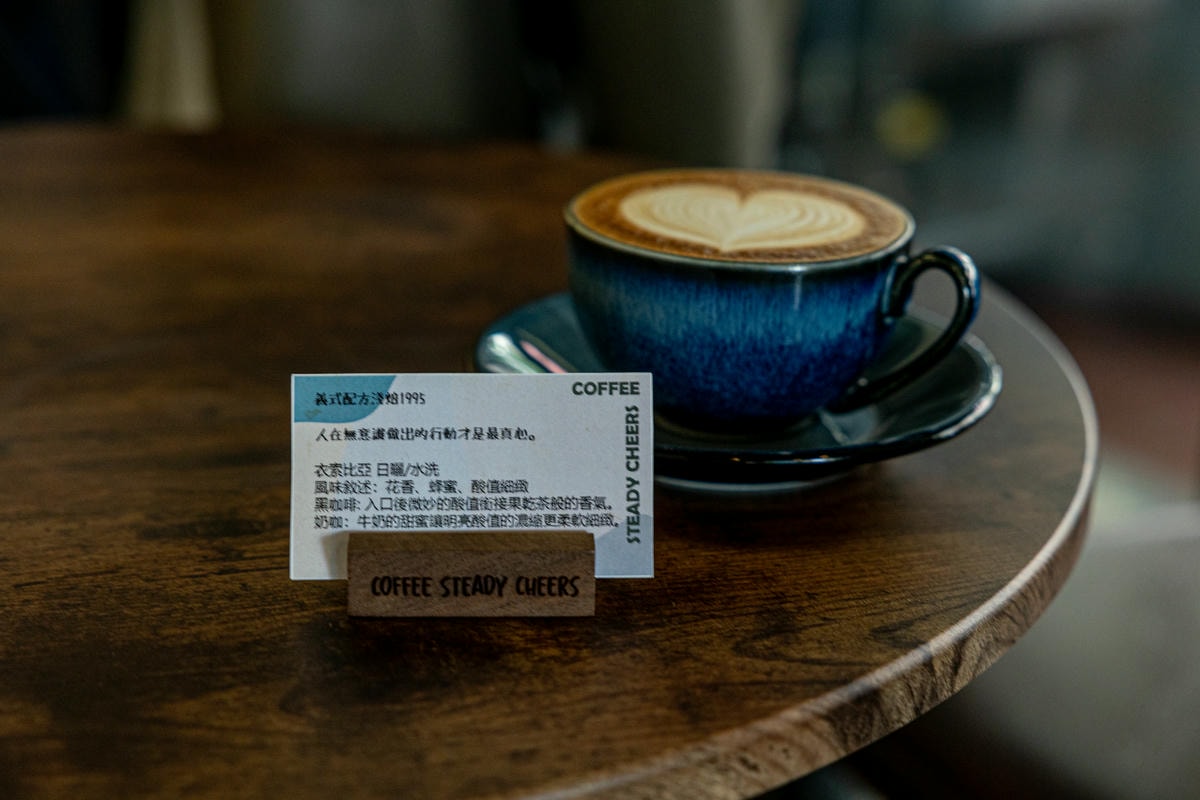 義式配方淺焙1995
COFFEE
人在無意識做出的行動才是最真心。
STEADY CHEERS
衣索比亞 日曬/水洗
風味敘述：花香、蜂蜜、酸值細緻
黑咖啡: 入口後微妙的酸值銜接果乾茶般的香氣。
奶咖：牛奶的甜蜜讓明亮酸值的濃縮更柔軟細緻。
COFFEE STEADY CHEERS